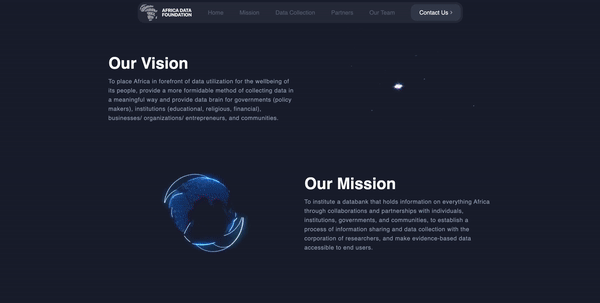 AFRICA DATA
FOUNDATION
Home Mission Data Collection Partners Our Team Contact Us ›
Our Vision
To place Africa in forefront of data utilization for the wellbeing of
its people, provide a more formidable method of collecting data in
a meaningful way and provide data brain for governments (policy
makers), institutions (educational, religious, financial),
businesses/ organizations/ entrepreneurs, and communities.
Our Mission
To institute a databank that holds information on everything Africa
through collaborations and partnerships with individuals,
institutions, governments, and communities, to establish a
process of information sharing and data collection with the
corporation of researchers, and make evidence-based data
accessible to end users.